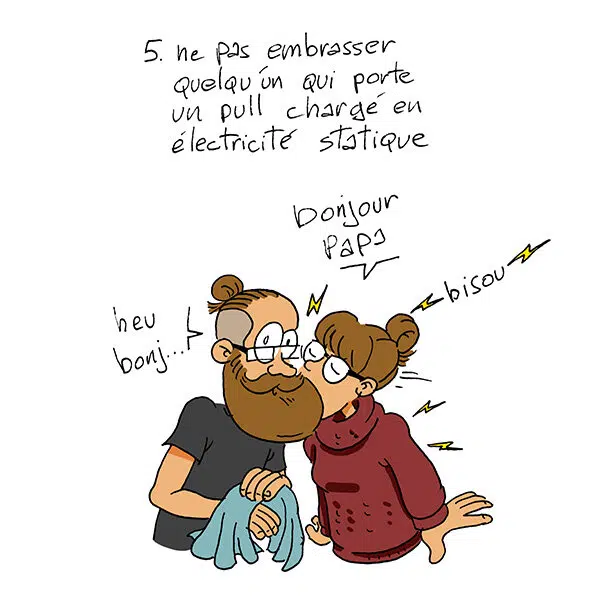 5. ne pas embrasser
quelqu'un qui porte
un pull chargé en
électricité statique
bonjour
papa
bisou
heu
bonj...